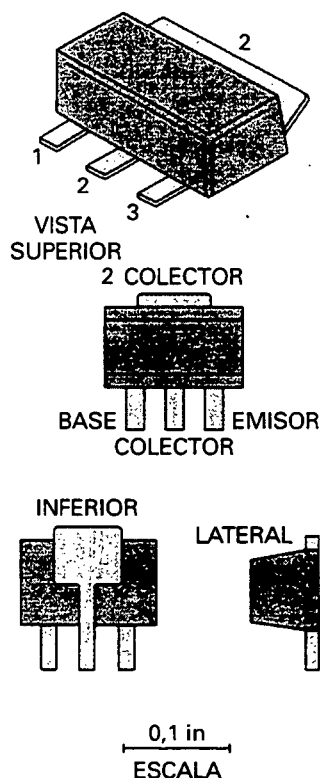 2
1
2
3
VISTA
SUPERIOR
2 COLECTOR
BASE EMISOR
COLECTOR
INFERIOR
LATERAL
0,1 in
ESCALA